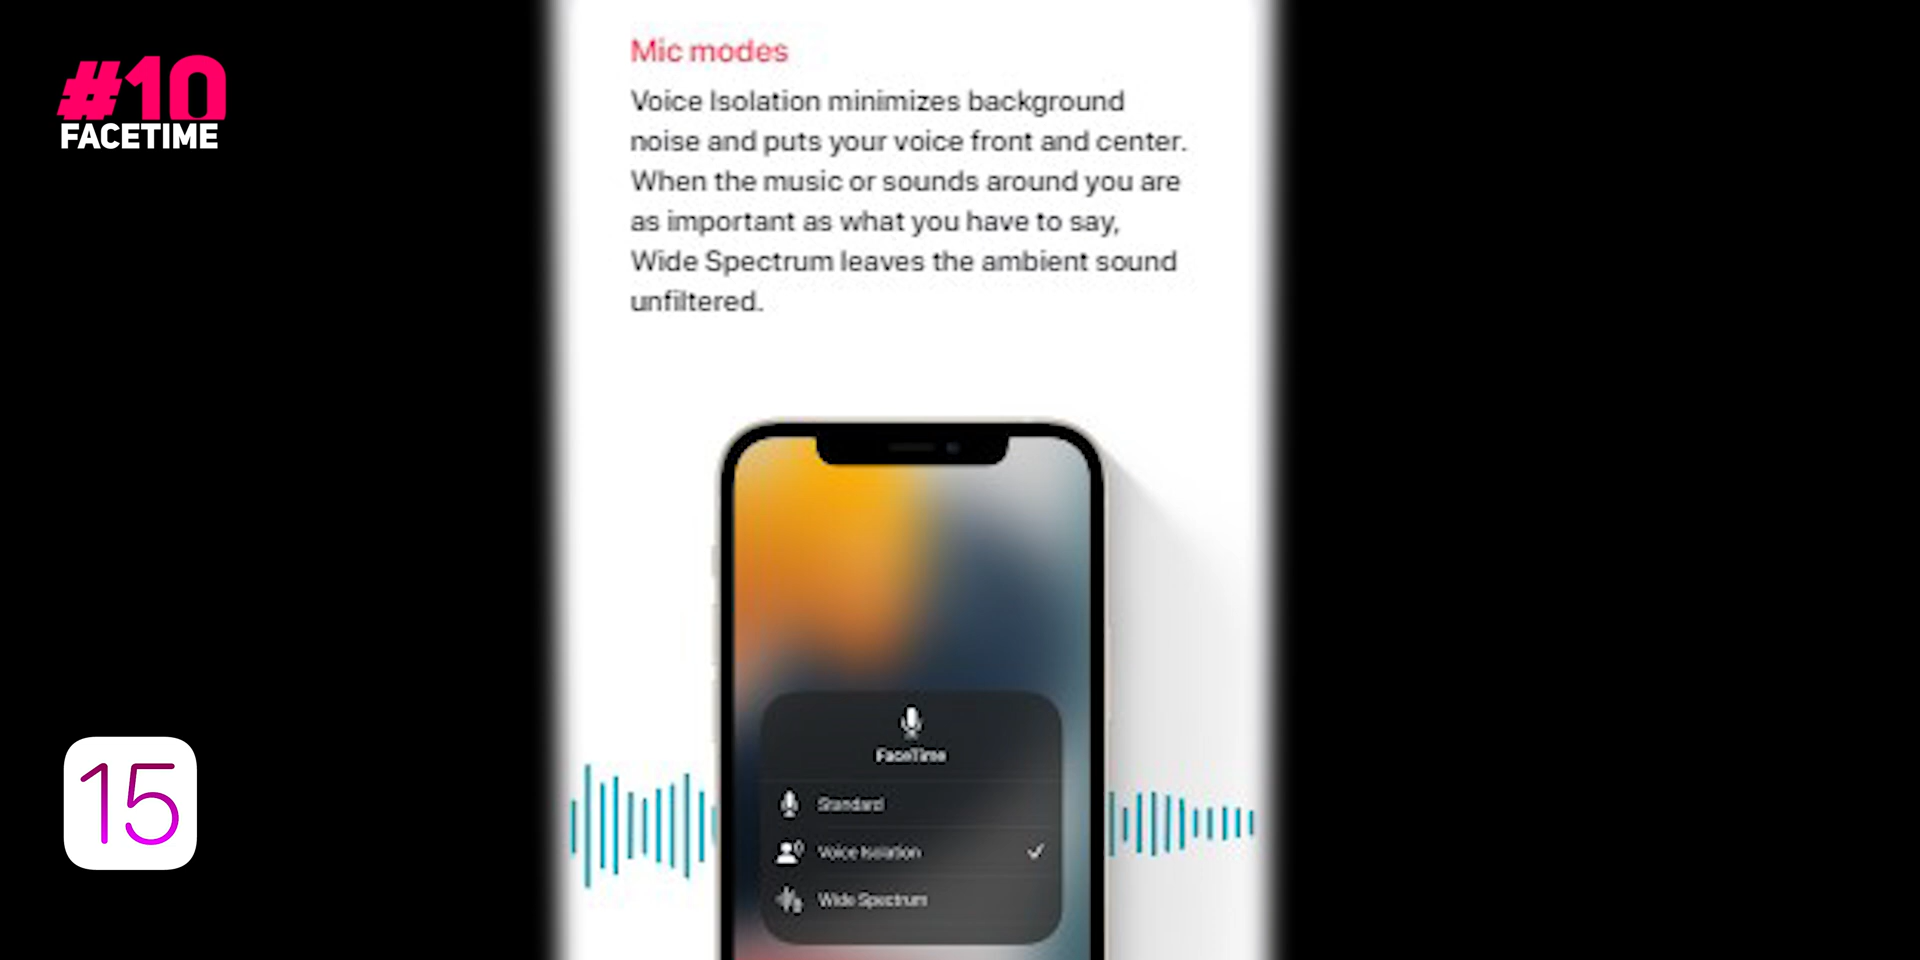 #10
FACETIME
Mic modes
Voice Isolation minimizes background
noise and puts your voice front and center.
When the music or sounds around you are
as important as what you have to say,
Wide Spectrum leaves the ambient sound
unfiltered.
FaceTime
Standard
Voice Isolation
Wide Spectrum
15